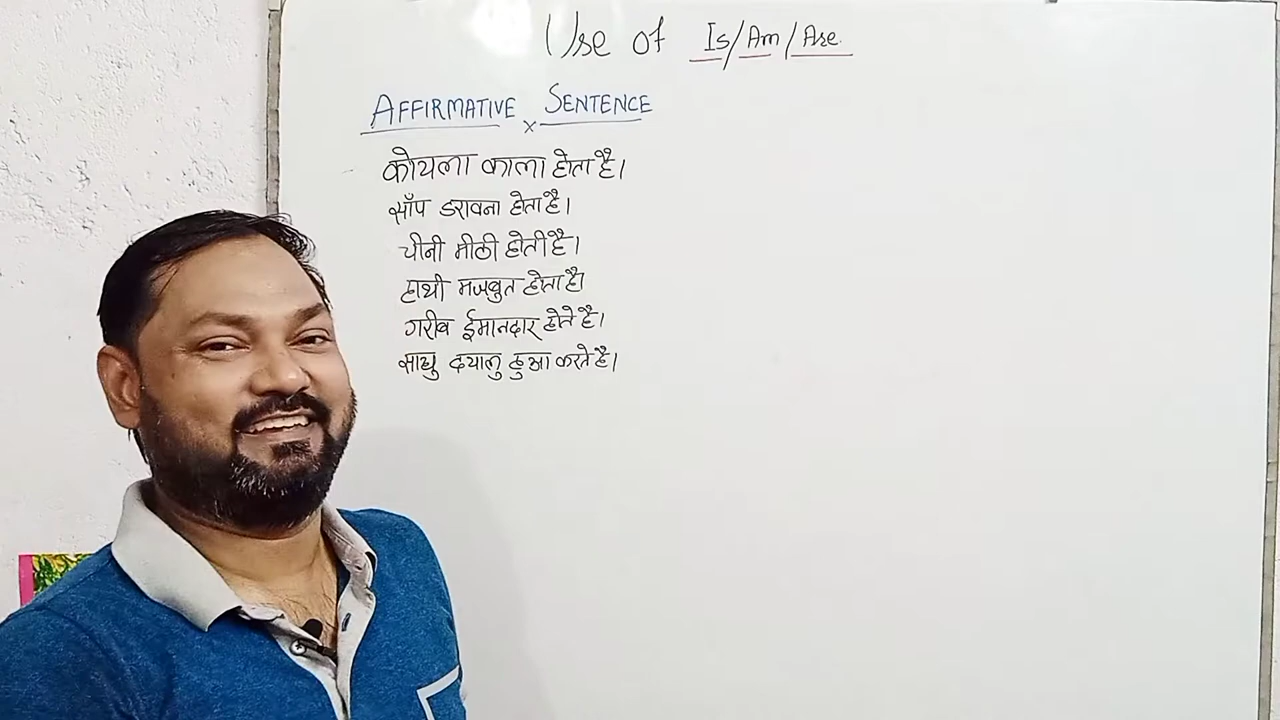 Use of Is/Am/Are.
AFFIRMATIVE SENTENCE
x
कोयला काला होता है।
साँप डरावना होता है।
चीनी मीठी होती है।
हाथी मजबुत होता है।
गरीब ईमानदार होते है।
साधु दयालु हुआ करते है।